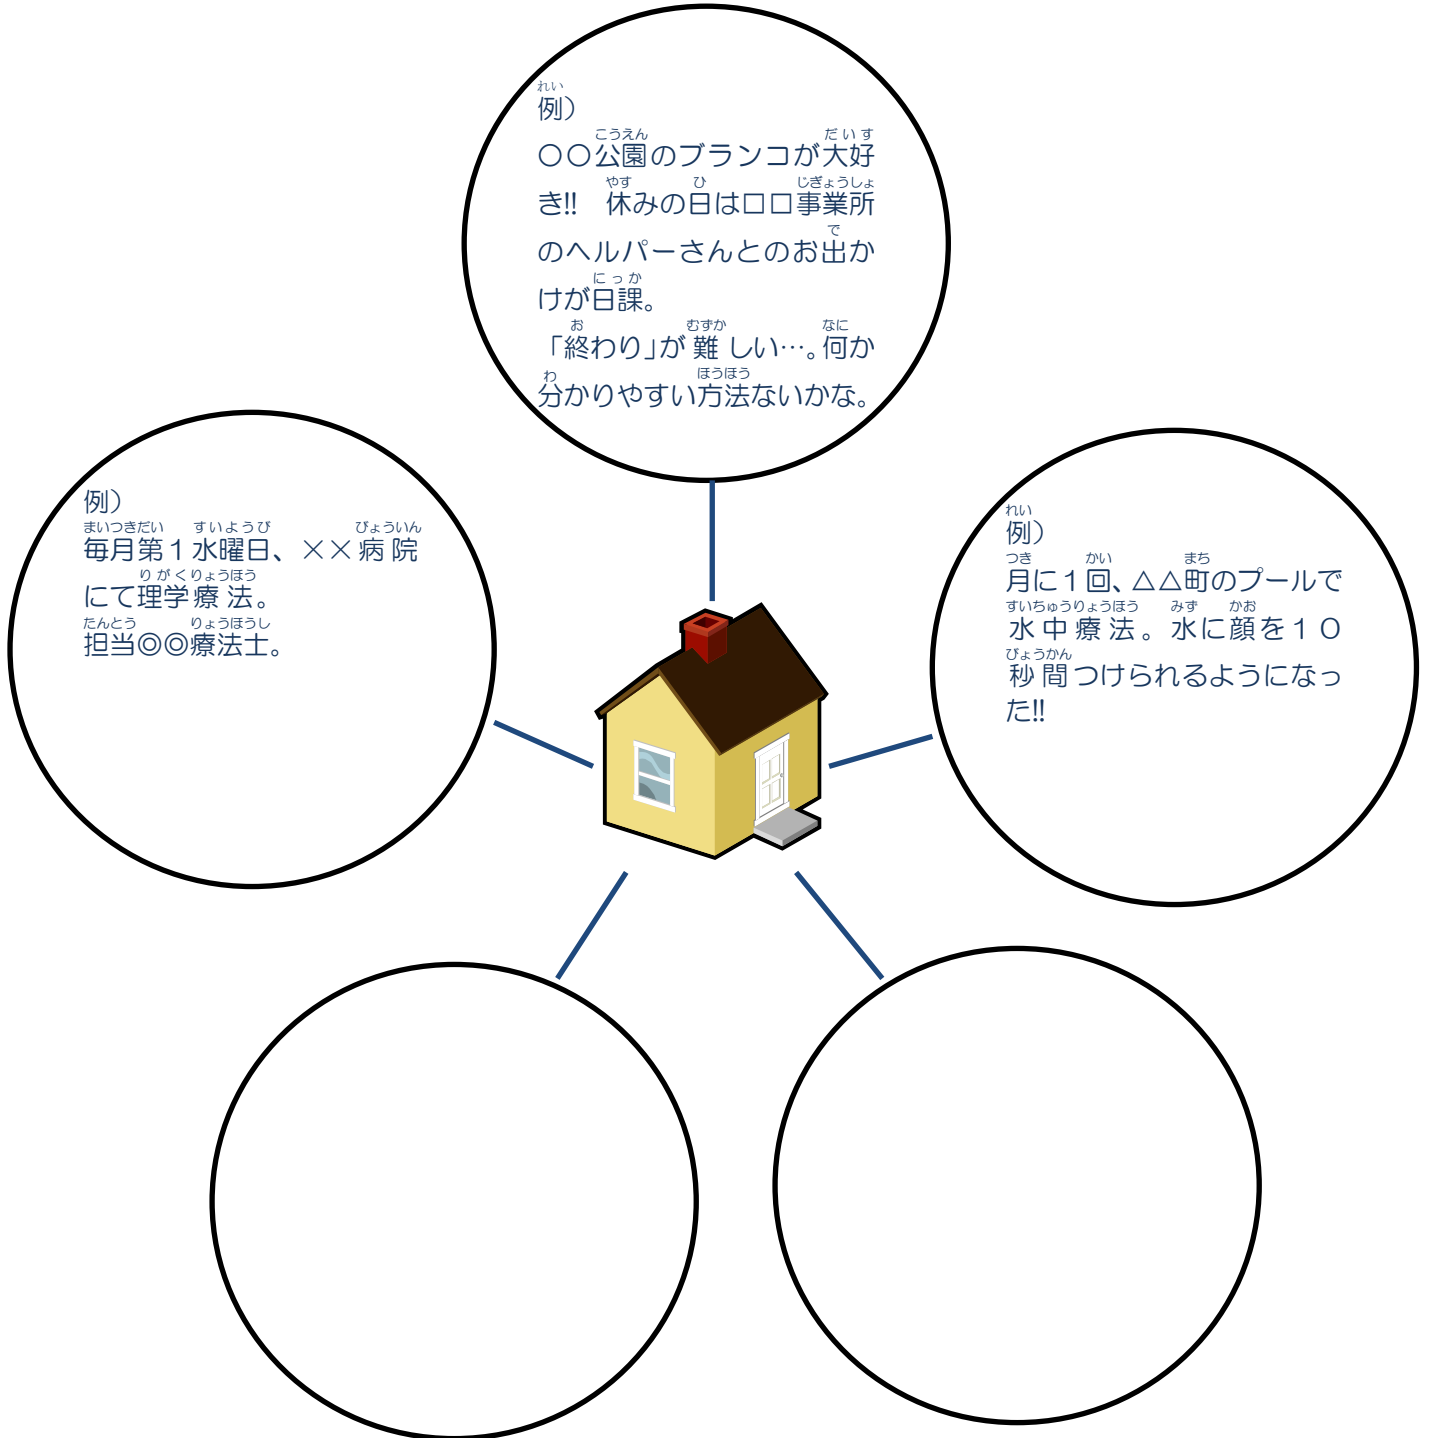 例）
〇〇公園のブランコが大好
き!!　休みの日は□□事業所
のヘルパーさんとのお出か
けが日課。
「終わり」が難しい…。何か
分かりやすい方法ないかな。
例）
毎月第１水曜日、××病院
にて理学療法。
担当◎◎療法士。
例）
月に１回、△△町のプールで
水中療法。水に顔を１０
秒間つけられるようになっ
た!!